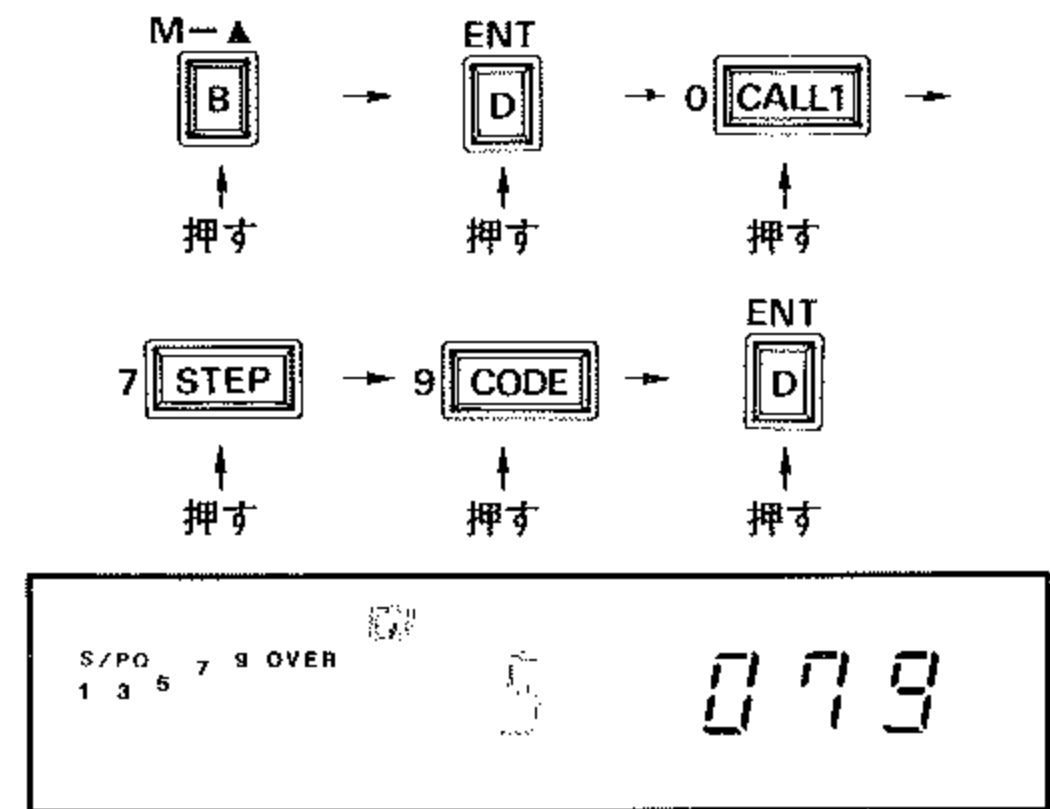 M－▲ ENT
B → D → 0 CALL1 →
↑ ↑ ↑
押す 押す 押す
ENT
7 STEP → 9 CODE → D
↑ ↑ ↑
押す 押す 押す
S/PO 7 9 OVER
1 3 5
5 079